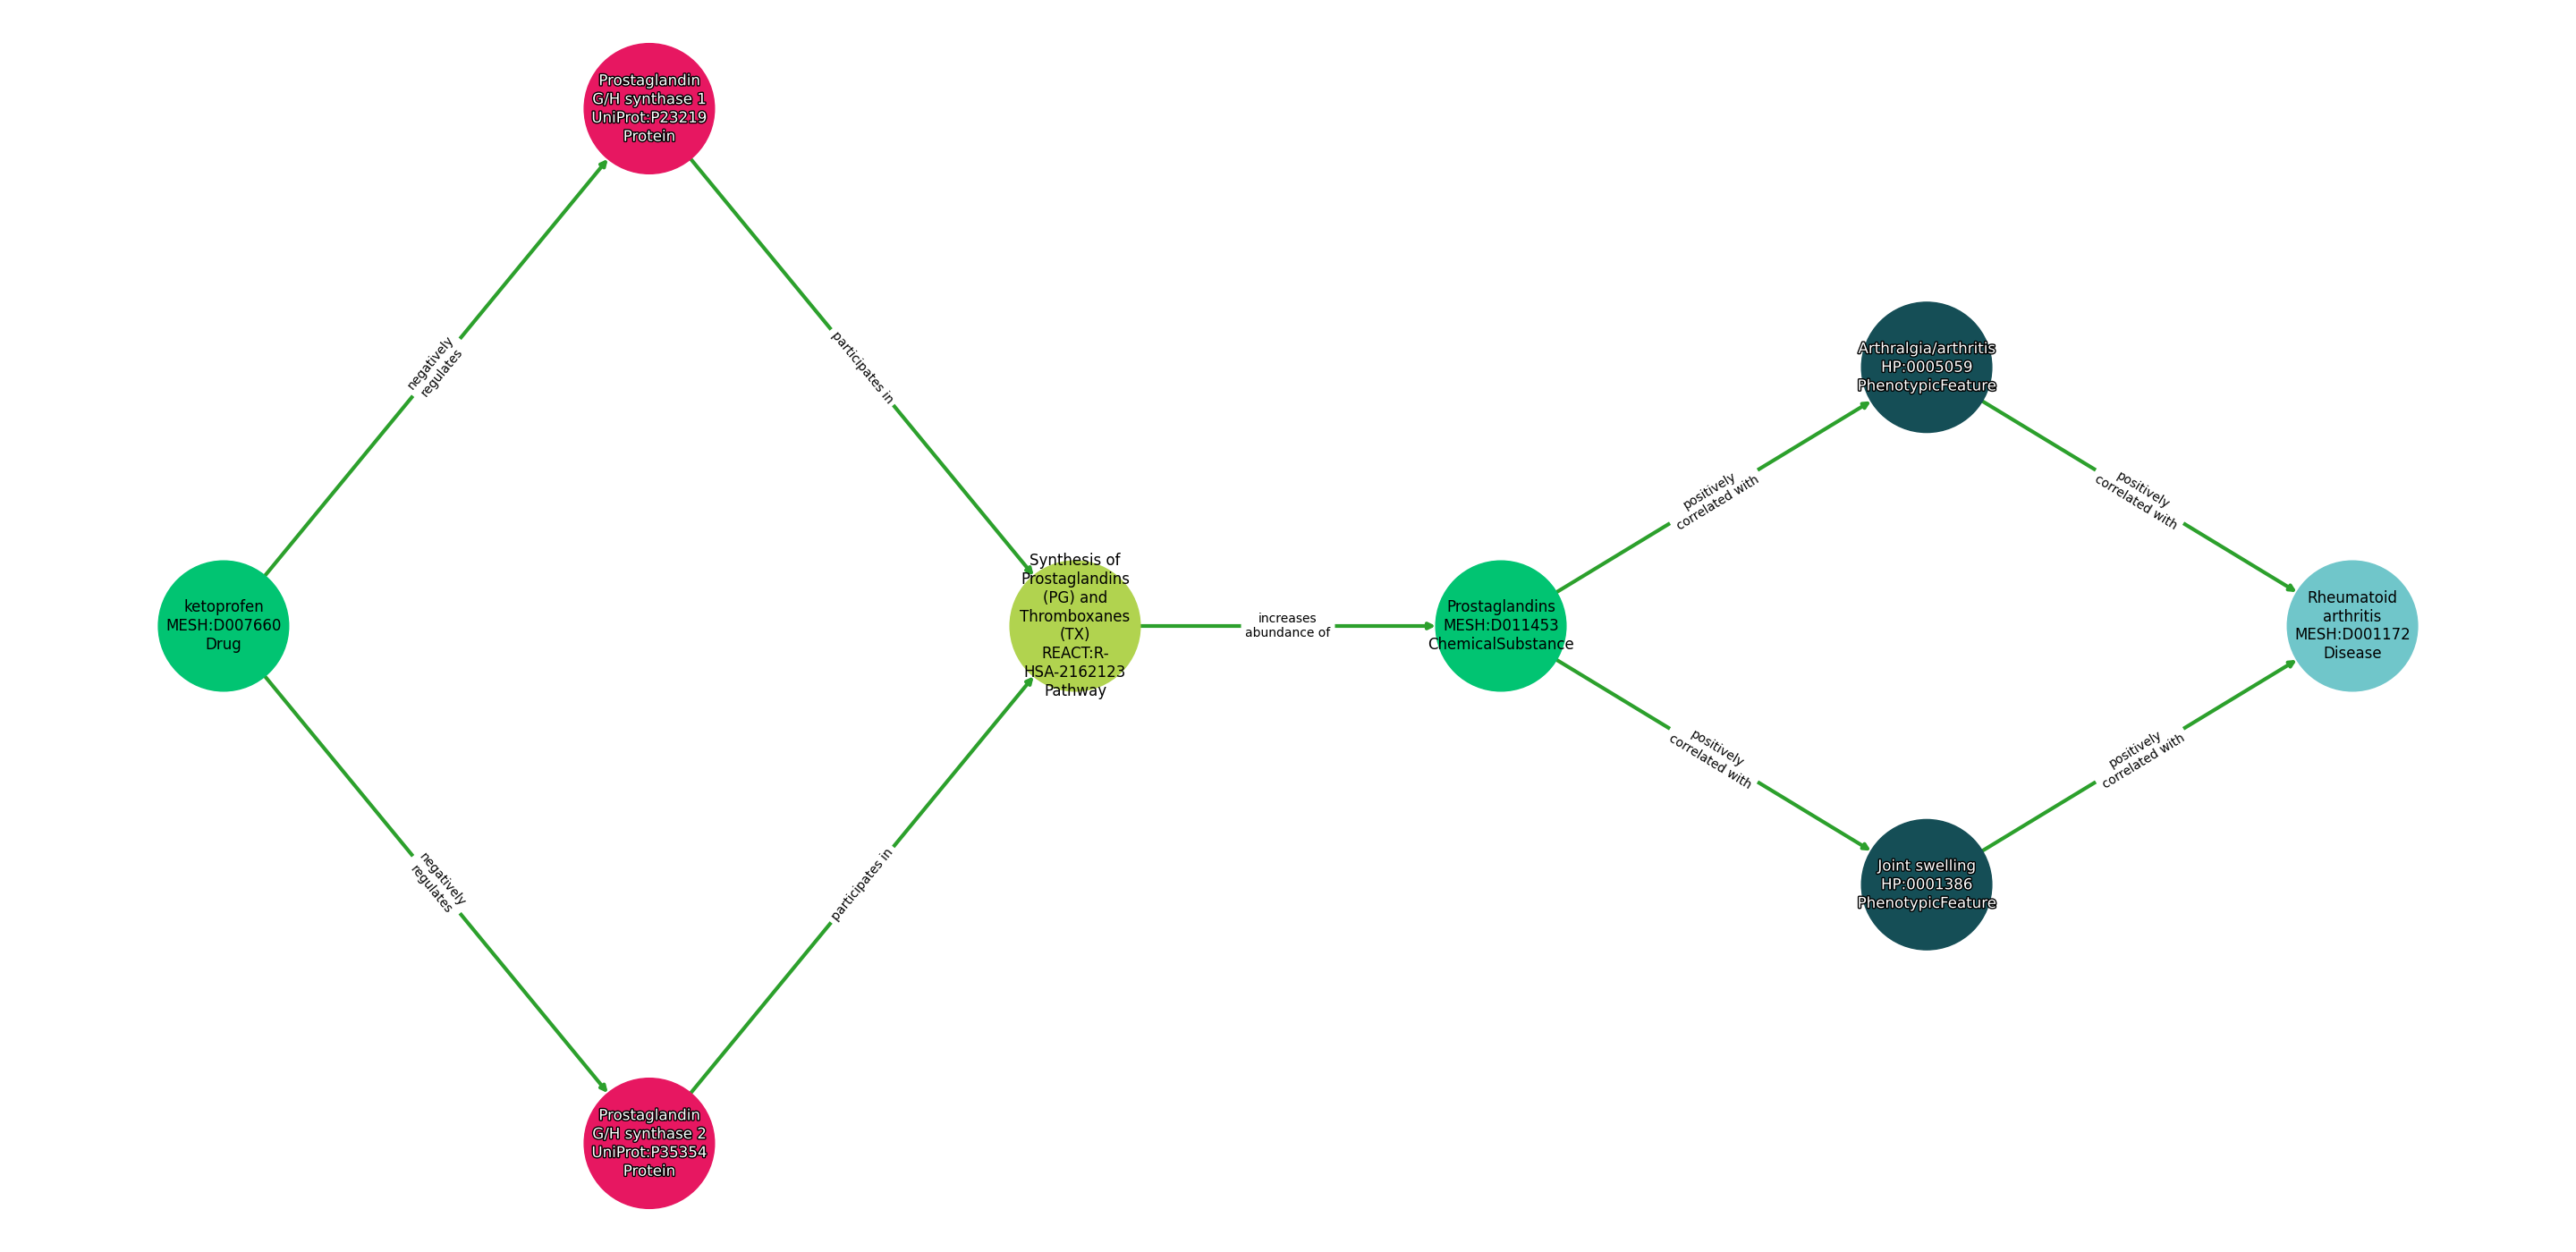 Prostaglandin
G/H synthase 1
UniProt:P23219
Protein
negatively
regulates
participates in
Arthralgia/arthritis
HP:0005059
PhenotypicFeature
positively
correlated with
positively
correlated with
ketoprofen
MESH:D007660
Drug
Synthesis of
Prostaglandins
(PG) and
Thromboxanes
(TX)
REACT:R-
HSA-2162123
Pathway
increases
abundance of
Prostaglandins
MESH:D011453
ChemicalSubstance
Rheumatoid
arthritis
MESH:D001172
Disease
positively
correlated with
positively
correlated with
negatively
regulates
participates in
Joint swelling
HP:0001386
PhenotypicFeature
Prostaglandin
G/H synthase 2
UniProt:P35354
Protein